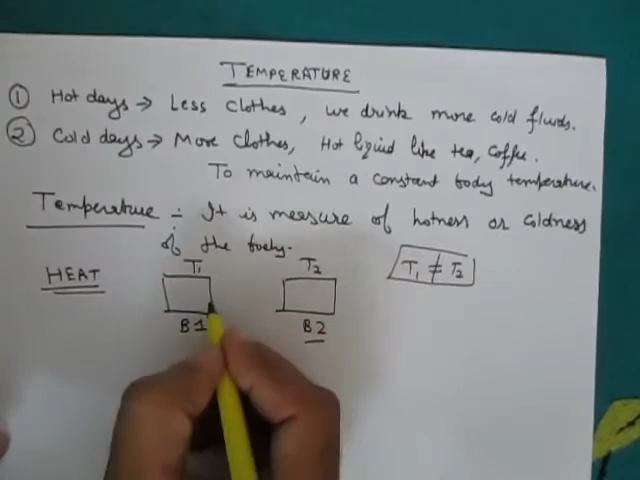 TEMPERATURE
① Hot days → Less clothes, we drink more cold fluids.
② Cold days → More clothes, Hot liquid like tea, coffee.
To maintain a constant body temperature.
Temperature :- It is measure of hotness or coldness
of the body.
HEAT T1 T2 T1 ≠ T2
B1 B2